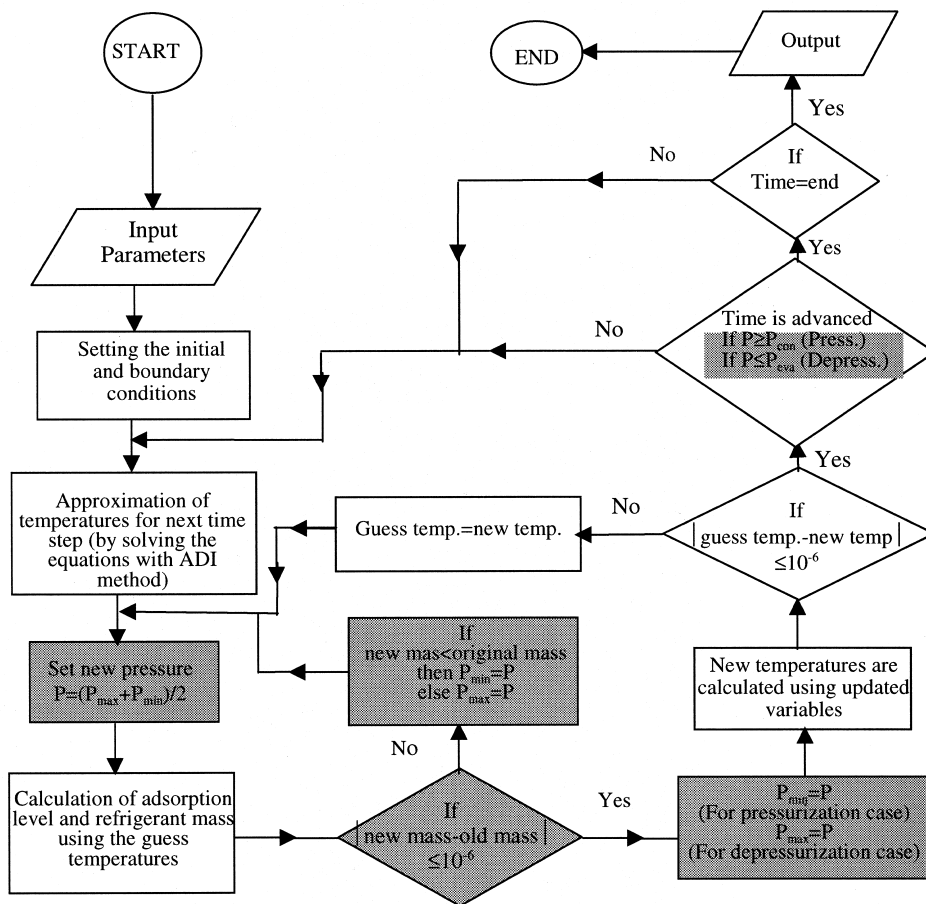 START
Input
Parameters
Setting the initial
and boundary
conditions
Approximation of
temperatures for next time
step (by solving the
equations with ADI
method)
Set new pressure
P=(Pmax+Pmin)/2
Calculation of adsorption
level and refrigerant mass
using the guess
temperatures
If
|new mass-old mass|
≤10-6
No
Yes
If
new mas<original mass
then Pmin=P
else Pmax=P
Pmin=P
(For pressurization case)
Pmax=P
(For depressurization case)
New temperatures are
calculated using updated
variables
If
|guess temp.-new temp|
≤10-6
No
Guess temp.=new temp.
Yes
Time is advanced
If P≥Pcon (Press.)
If P≤Peva (Depress.)
No
Yes
If
Time=end
No
Yes
Output
END